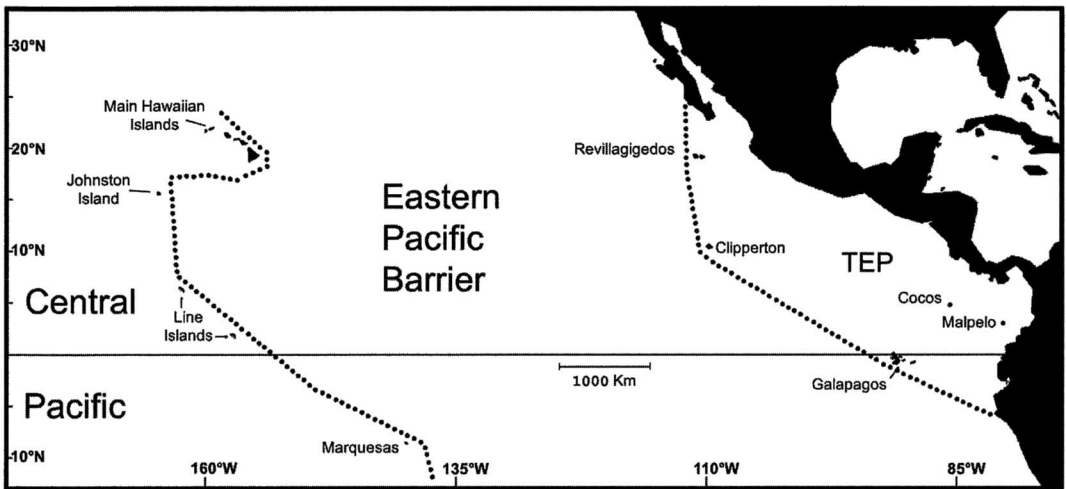 30°N
Main Hawaiian
Islands
20°N
Revillagigedos
Johnston
Island
Eastern
Pacific
Barrier
10°N
Clipperton
TEP
Central
Cocos
Line
Islands
Malpelo
1000 Km
Galapagos
Pacific
Marquesas
10°N
160°W
135°W
110°W
85°W